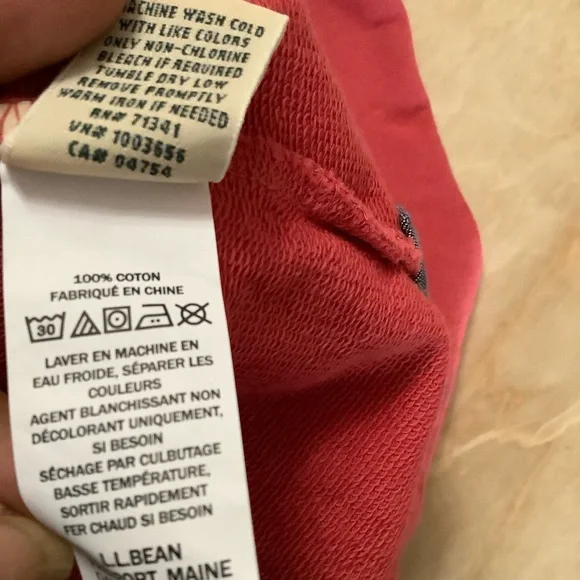 MACHINE WASH COLD
WITH LIKE COLORS
ONLY NON-CHLORINE
BLEACH IF REQUIRED
TUMBLE DRY LOW
REMOVE PROMPTLY
WARM IRON IF NEEDED
RN# 71341
VN# 1003656
CA# 04754
100% COTON
FABRIQUÉ EN CHINE
30
LAVER EN MACHINE EN
EAU FROIDE, SÉPARER LES
COULEURS
AGENT BLANCHISSANT NON
DÉCOLORANT UNIQUEMENT,
SI BESOIN
SÉCHAGE PAR CULBUTAGE
BASSE TEMPÉRATURE,
SORTIR RAPIDEMENT
FER CHAUD SI BESOIN
L.L.BEAN
MAINE